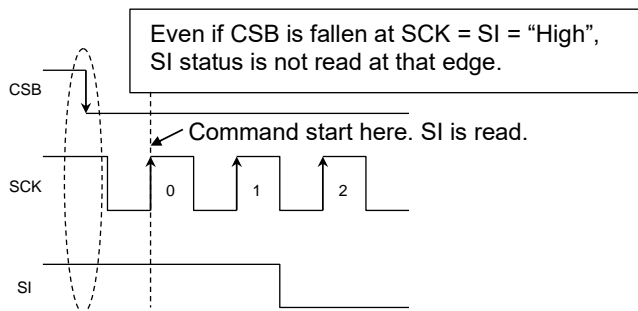 Even if CSB is fallen at SCK = SI = “High”,
SI status is not read at that edge.
CSB
Command start here. SI is read.
SCK
0
1
2
SI